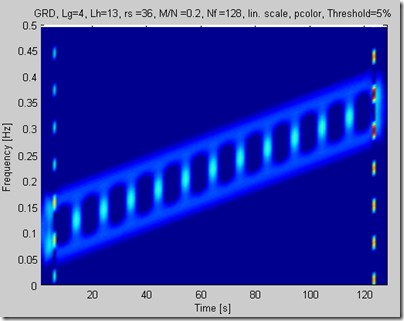 GRD, Lg=4, Lh=13, rs =36, M/N =0.2, Nf =128, lin. scale, pcolor, Threshold=5%
0.5
0.45
0.4
0.35
0.3
0.25
0.2
0.15
0.1
0.05
0
Frequency [Hz]
20 40 60 80 100 120
Time [s]